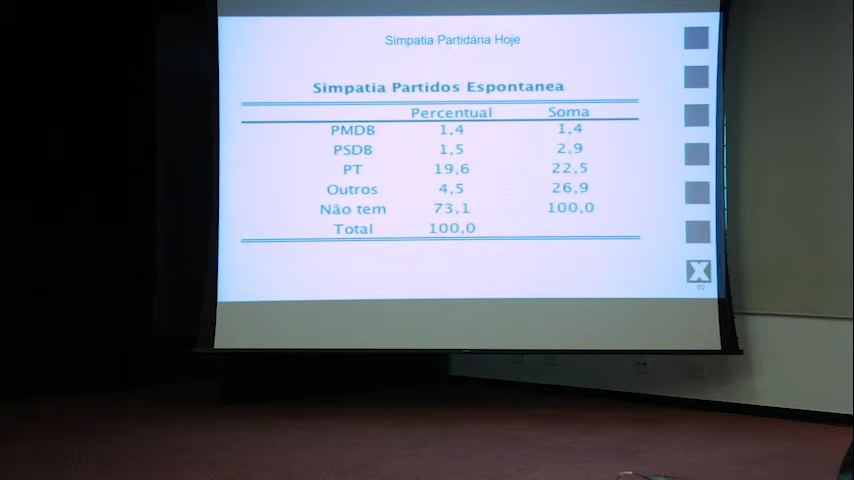 Simpatia Partidária Hoje
Simpatia Partidos Espontanea
Percentual Soma
PMDB 1,4 1,4
PSDB 1,5 2,9
PT 19,6 22,5
Outros 4,5 26,9
Não tem 73,1 100,0
Total 100,0
X
10